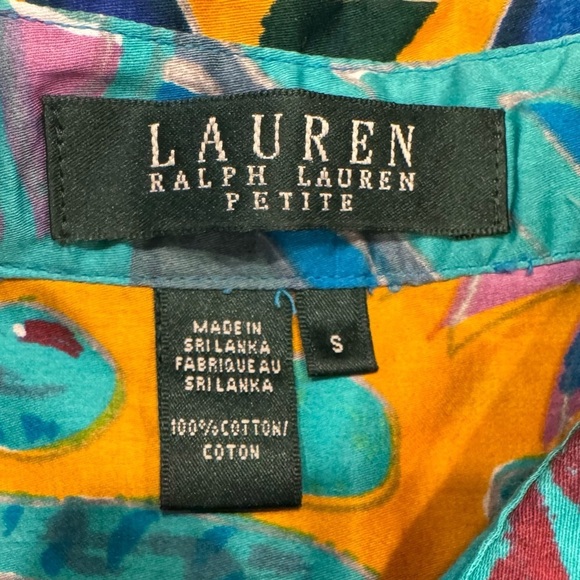 LAUREN
RALPH LAUREN
PETITE
MADE IN
SRI LANKA
FABRIQUE AU
SRI LANKA
100% COTTON/
COTON
S